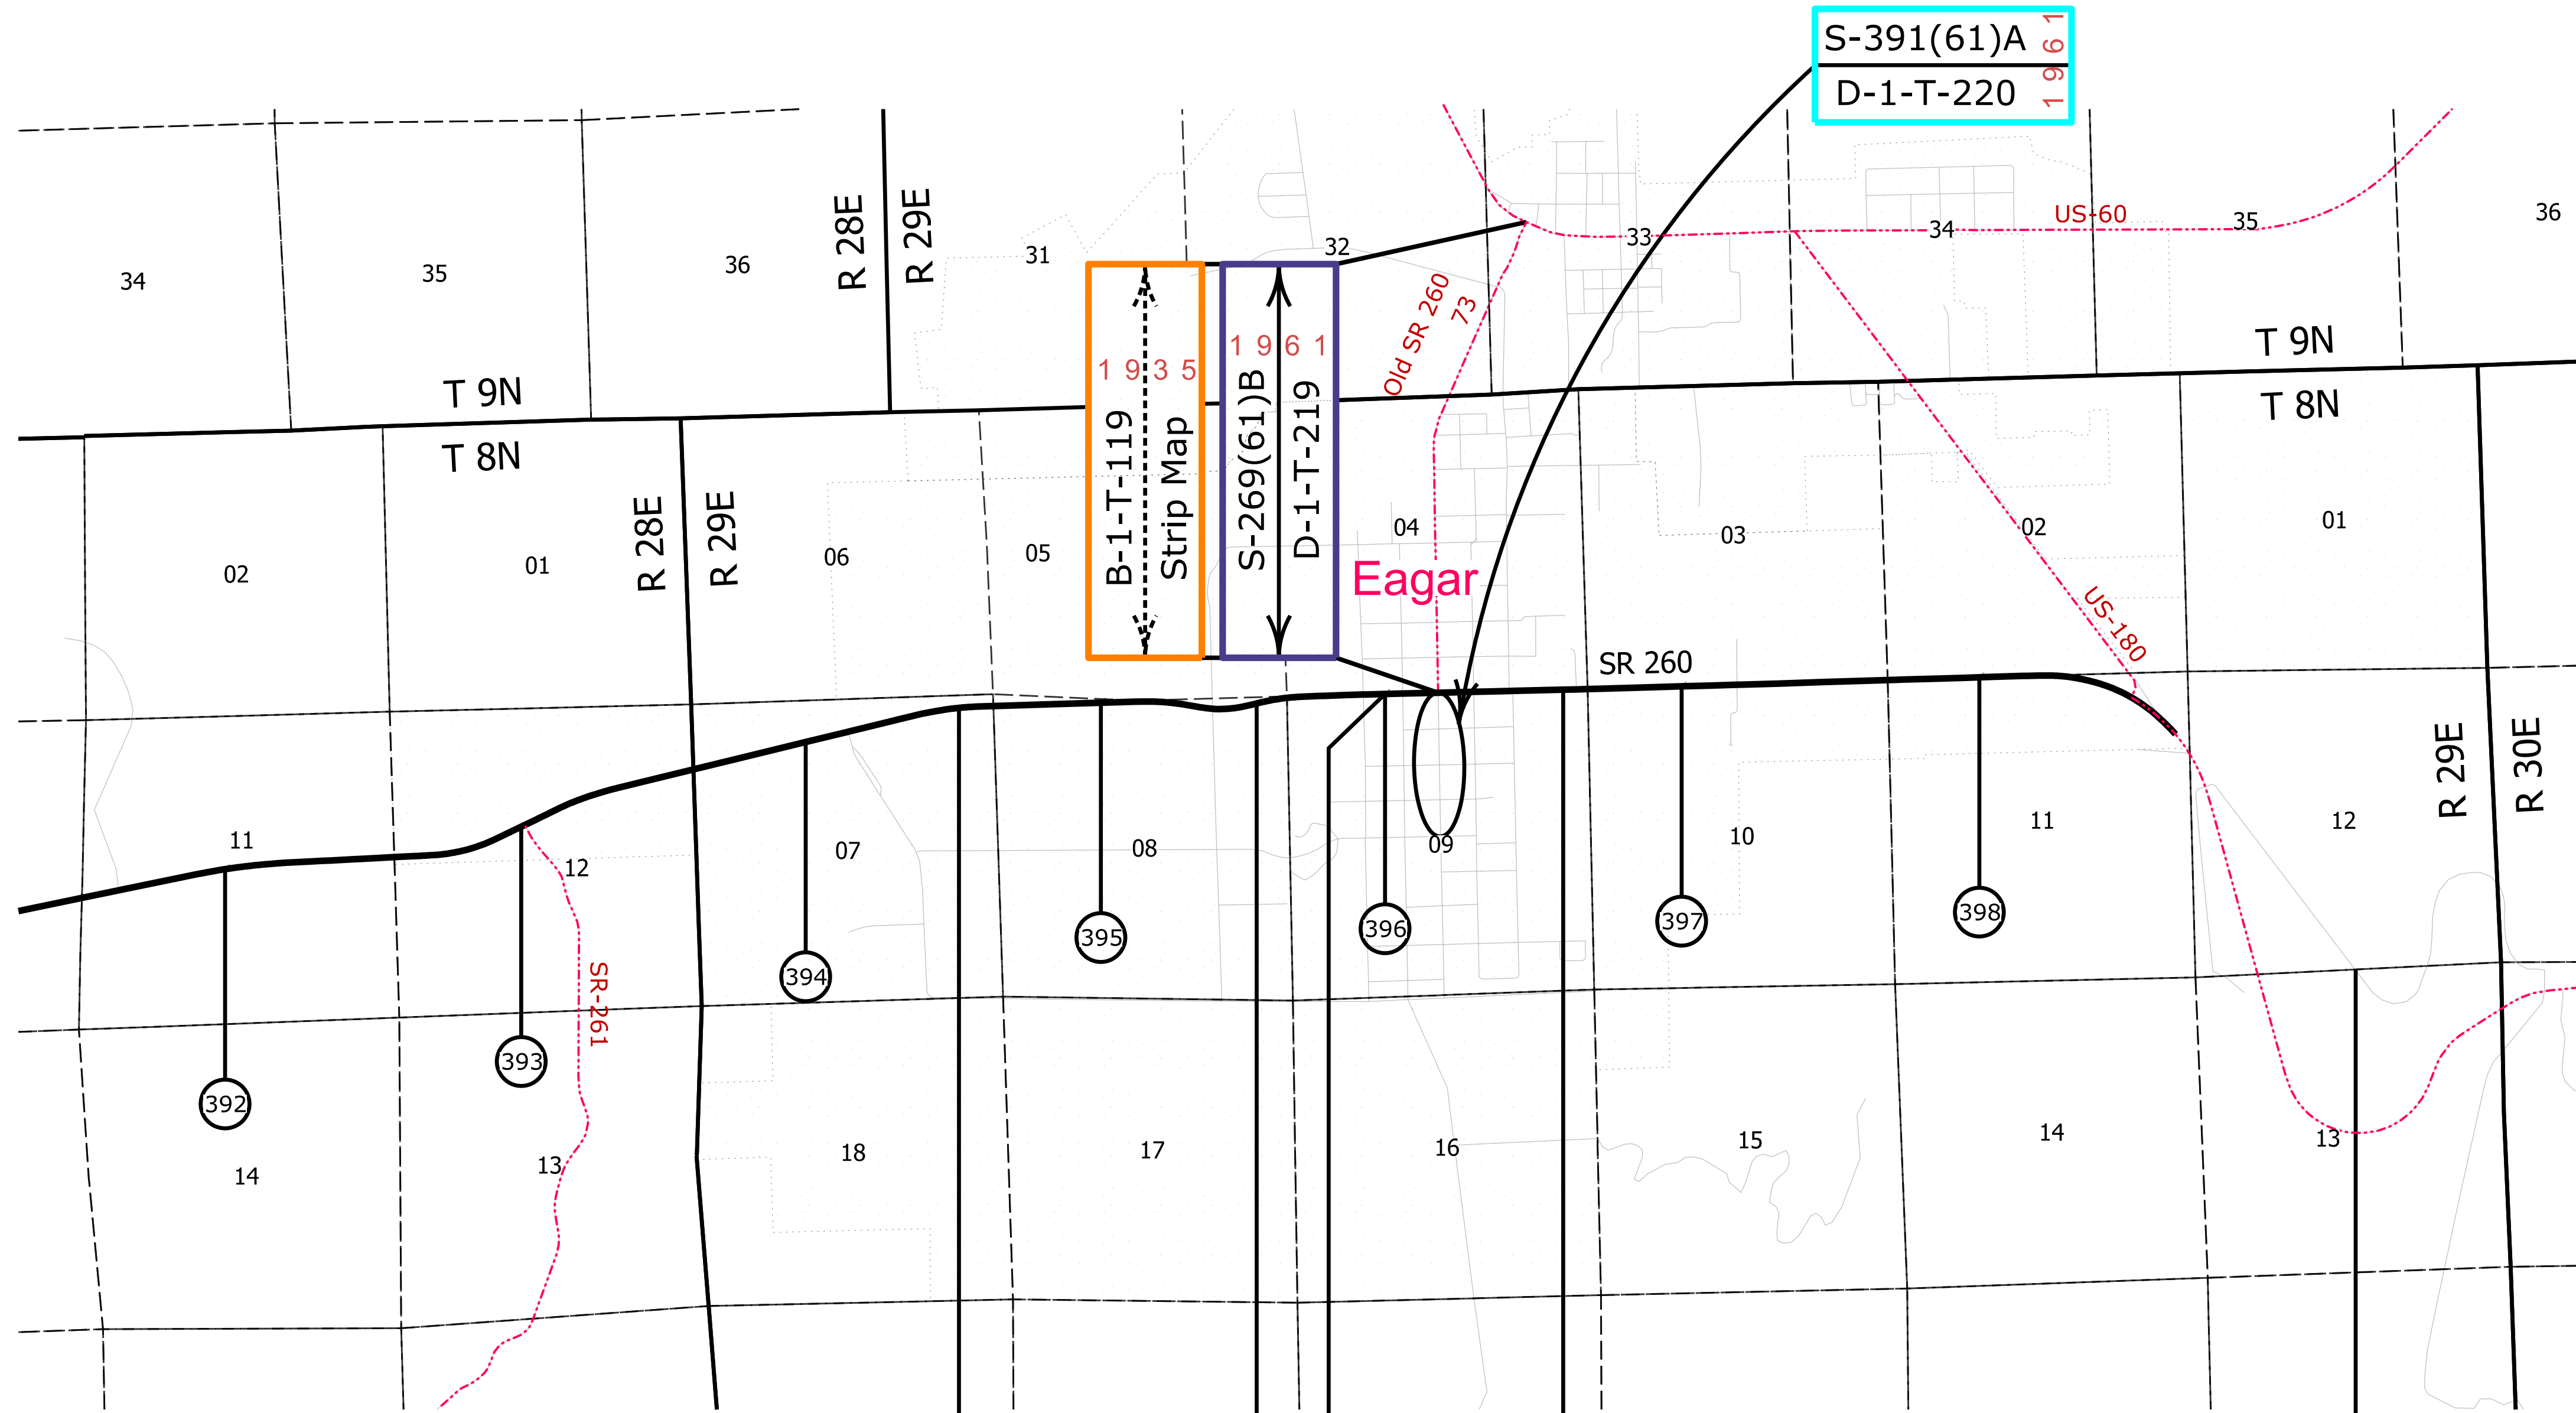 S-391(61)A
D-1-T-220
1961
34
35
36
R 28E
R 29E
31
32
33
34
US-60
35
36
T 9N
T 8N
T 9N
T 8N
1935
B-1-T-119
Strip Map
1961
S-269(61)B
D-1-T-219
Old SR 260
73
02
01
R 28E
R 29E
06
05
04
Eagar
03
02
01
US-180
SR 260
11
12
07
08
09
10
11
12
R 29E
R 30E
392
393
394
395
396
397
398
SR-261
14
13
18
17
16
15
14
13